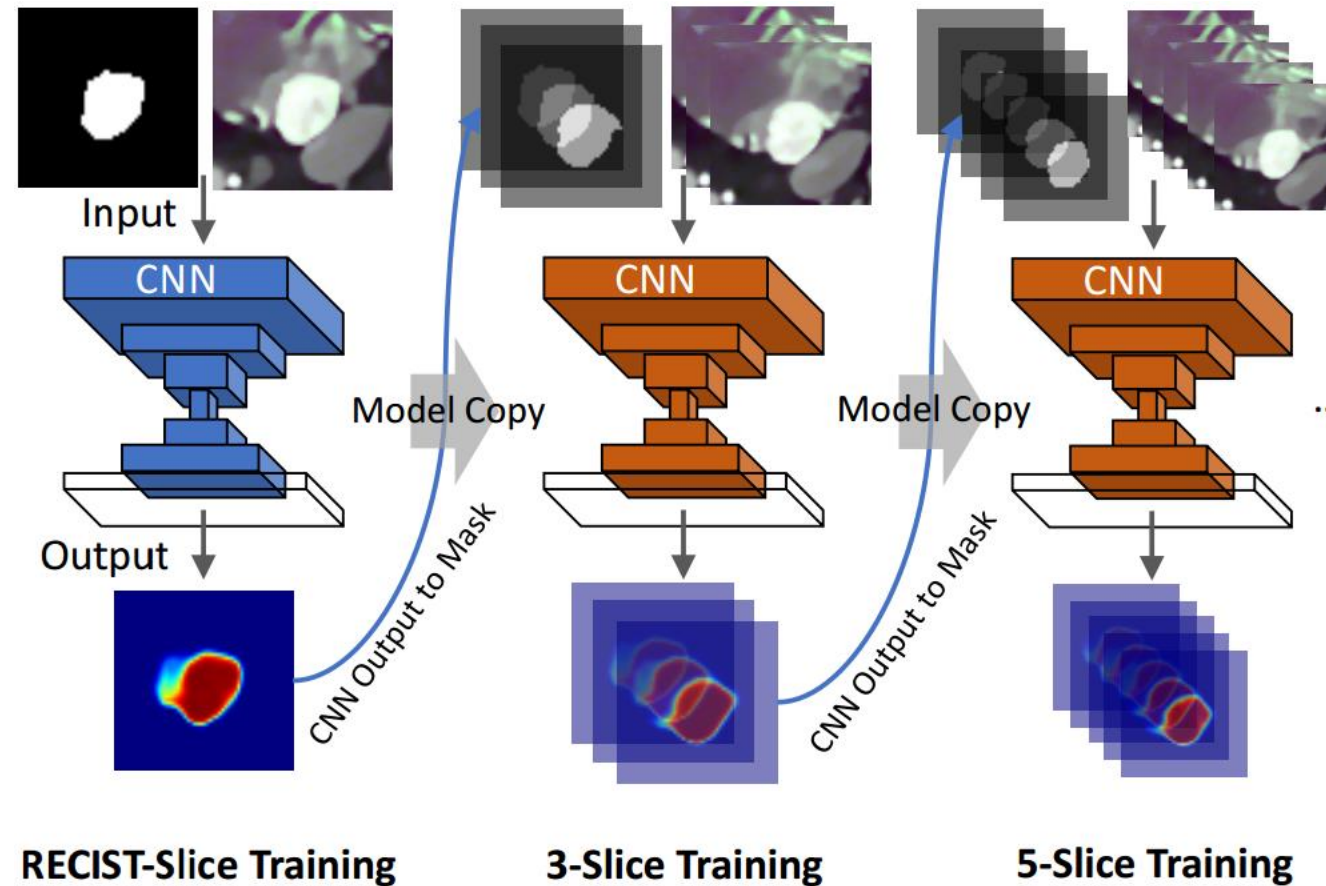 Input
CNN
CNN
CNN
Model Copy
Model Copy
Output
CNN Output to Mask
CNN Output to Mask
..
RECIST-Slice Training
3-Slice Training
5-Slice Training